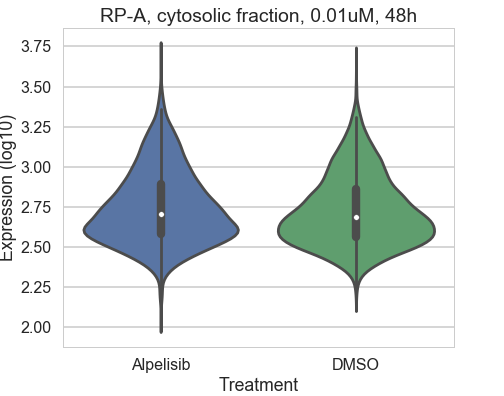 RP-A, cytosolic fraction, 0.01uM, 48h
Expression (log10)
3.75
3.50
3.25
3.00
2.75
2.50
2.25
2.00
Alpelisib DMSO
Treatment